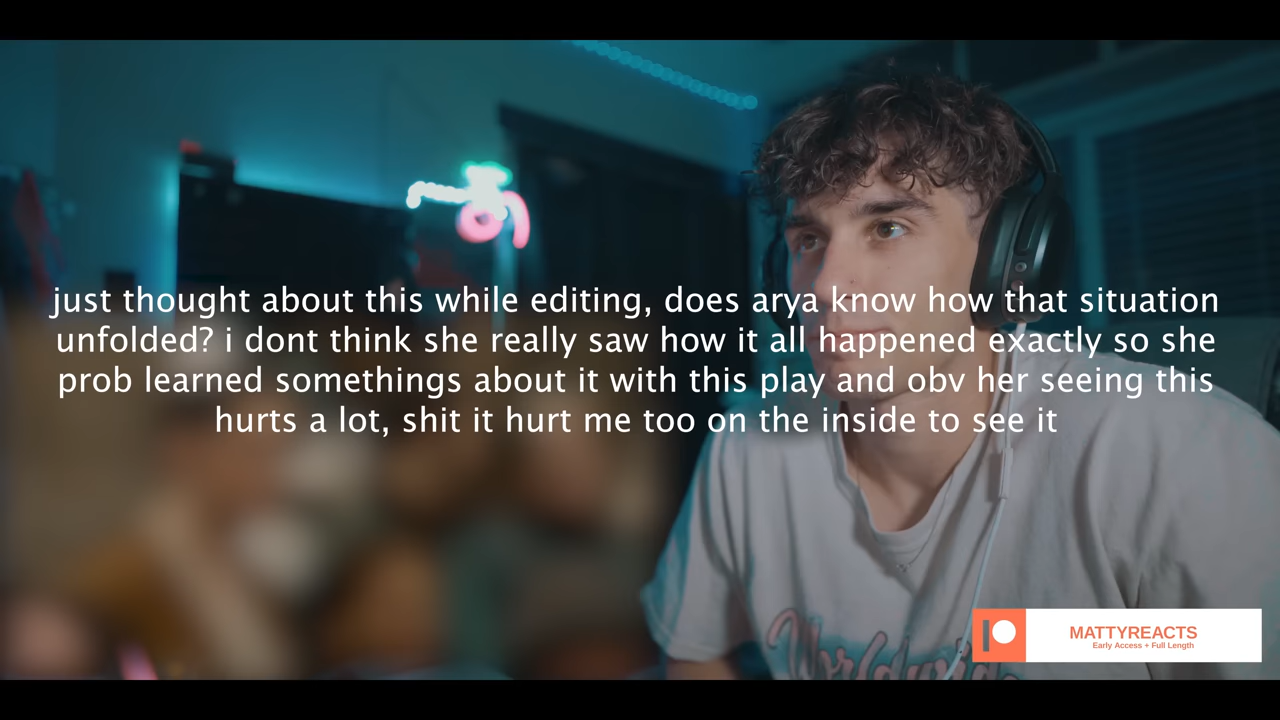 just thought about this while editing, does arya know how that situation
unfolded? i dont think she really saw how it all happened exactly so she
prob learned somethings about it with this play and obv her seeing this
hurts a lot, shit it hurt me too on the inside to see it
Worldwide
MATTYREACTS
Early Access + Full Length